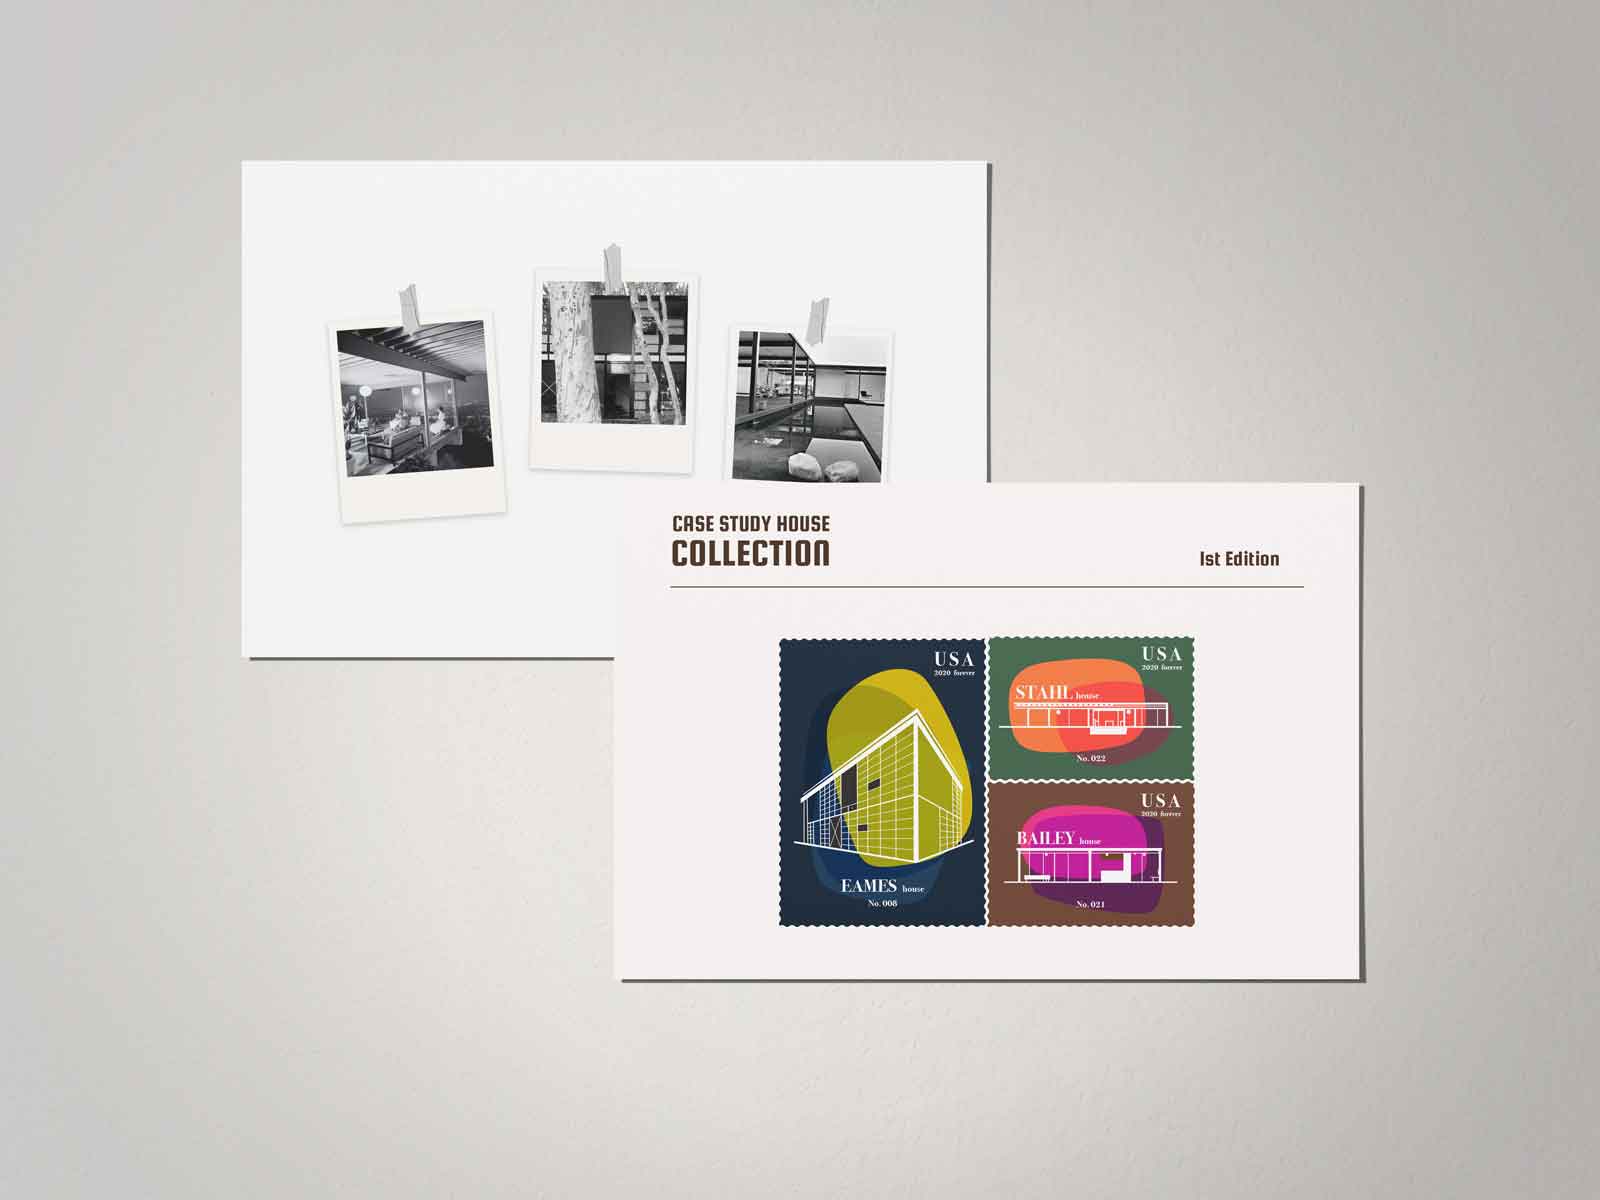 CASE STUDY HOUSE
COLLECTION
1st Edition
USA
2020 forever
EAMES house
No. 008
USA
2020 forever
STAHL house
No. 022
USA
2020 forever
BAILEY house
No. 021